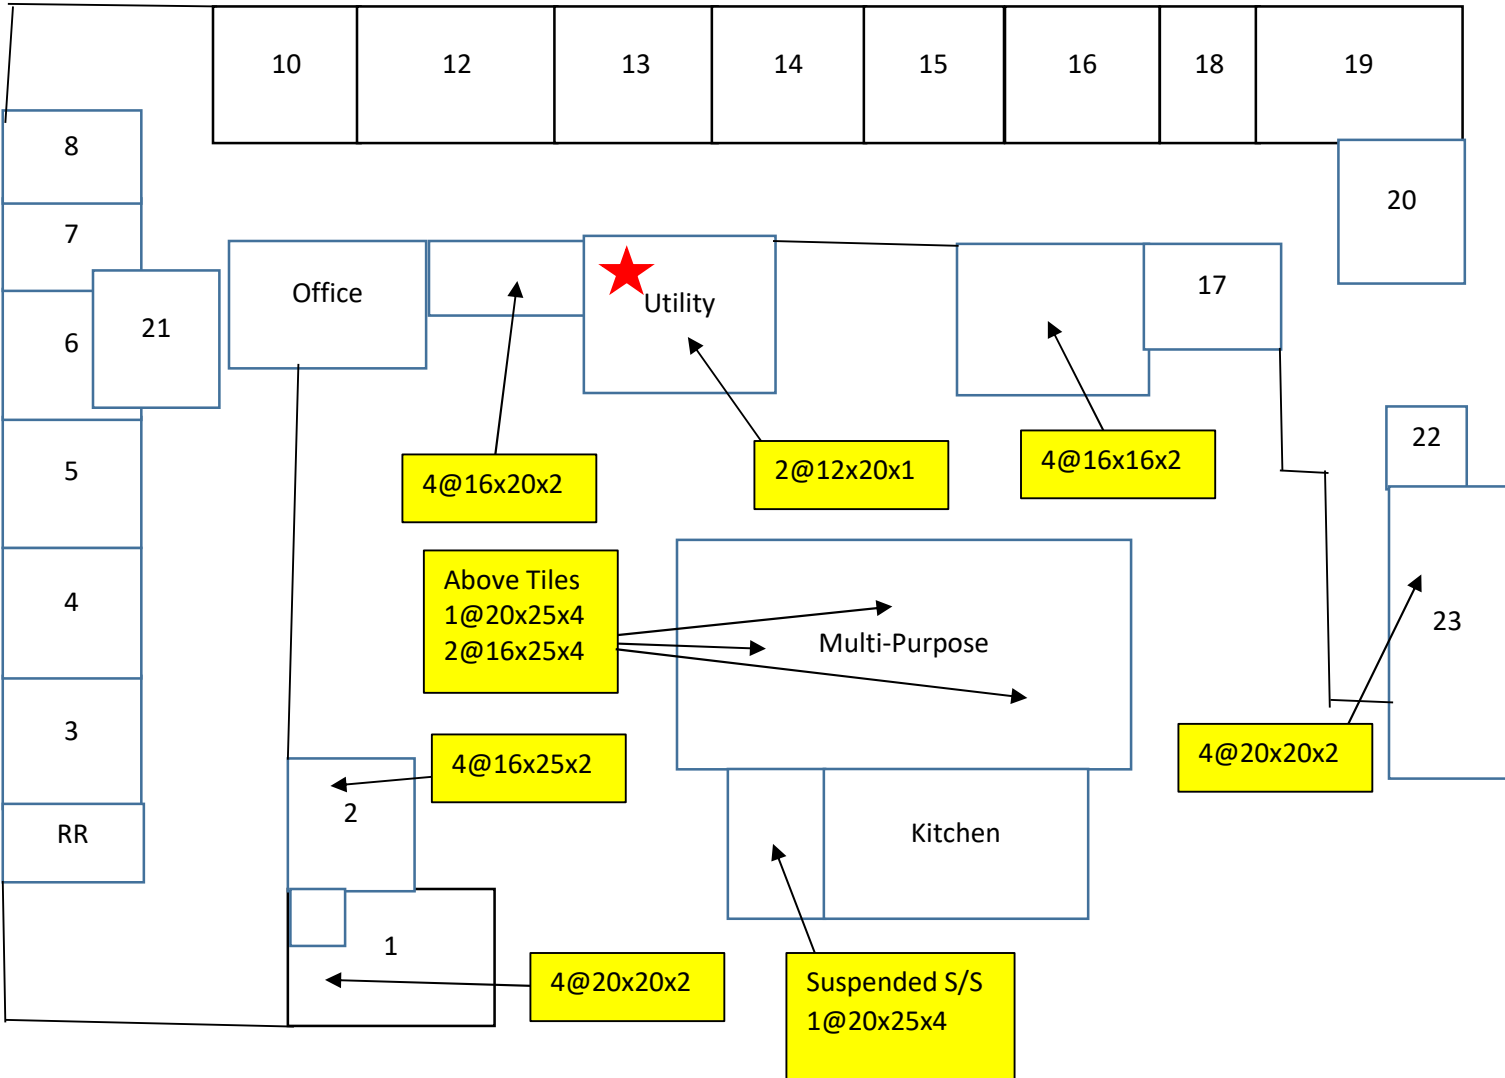 10
12
13
14
15
16
18
19
8
20
7
Office
Utility
17
21
6
22
5
4@16x20x2
2@12x20x1
4@16x16x2
Above Tiles
1@20x25x4
2@16x25x4
4
Multi-Purpose
23
3
4@16x25x2
4@20x20x2
2
RR
Kitchen
1
4@20x20x2
Suspended S/S
1@20x25x4